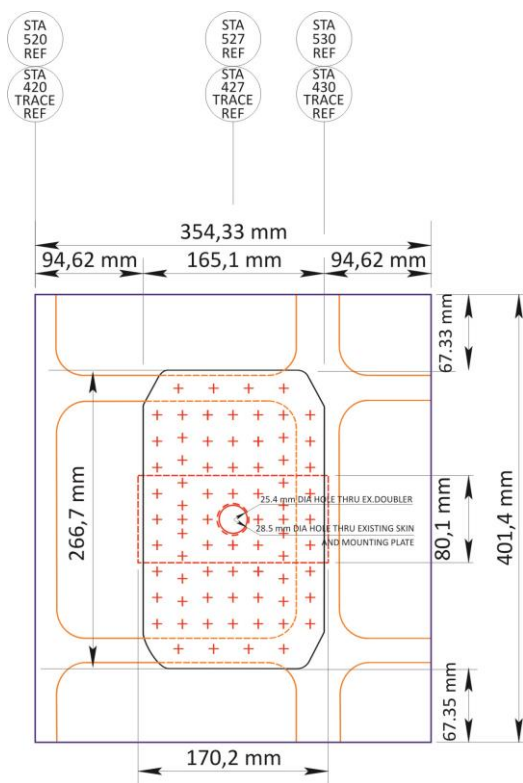 STA
520
REF
STA
527
REF
STA
530
REF
STA
420
TRACE
REF
STA
427
TRACE
REF
STA
430
TRACE
REF
354,33 mm
94,62 mm
165,1 mm
94,62 mm
67.33 mm
266,7 mm
25.4 mm DIA HOLE THRU EX.DOUBLER
28.5 mm DIA HOLE THRU EXISTING SKIN
AND MOUNTING PLATE
80,1 mm
401,4 mm
67.35 mm
170,2 mm